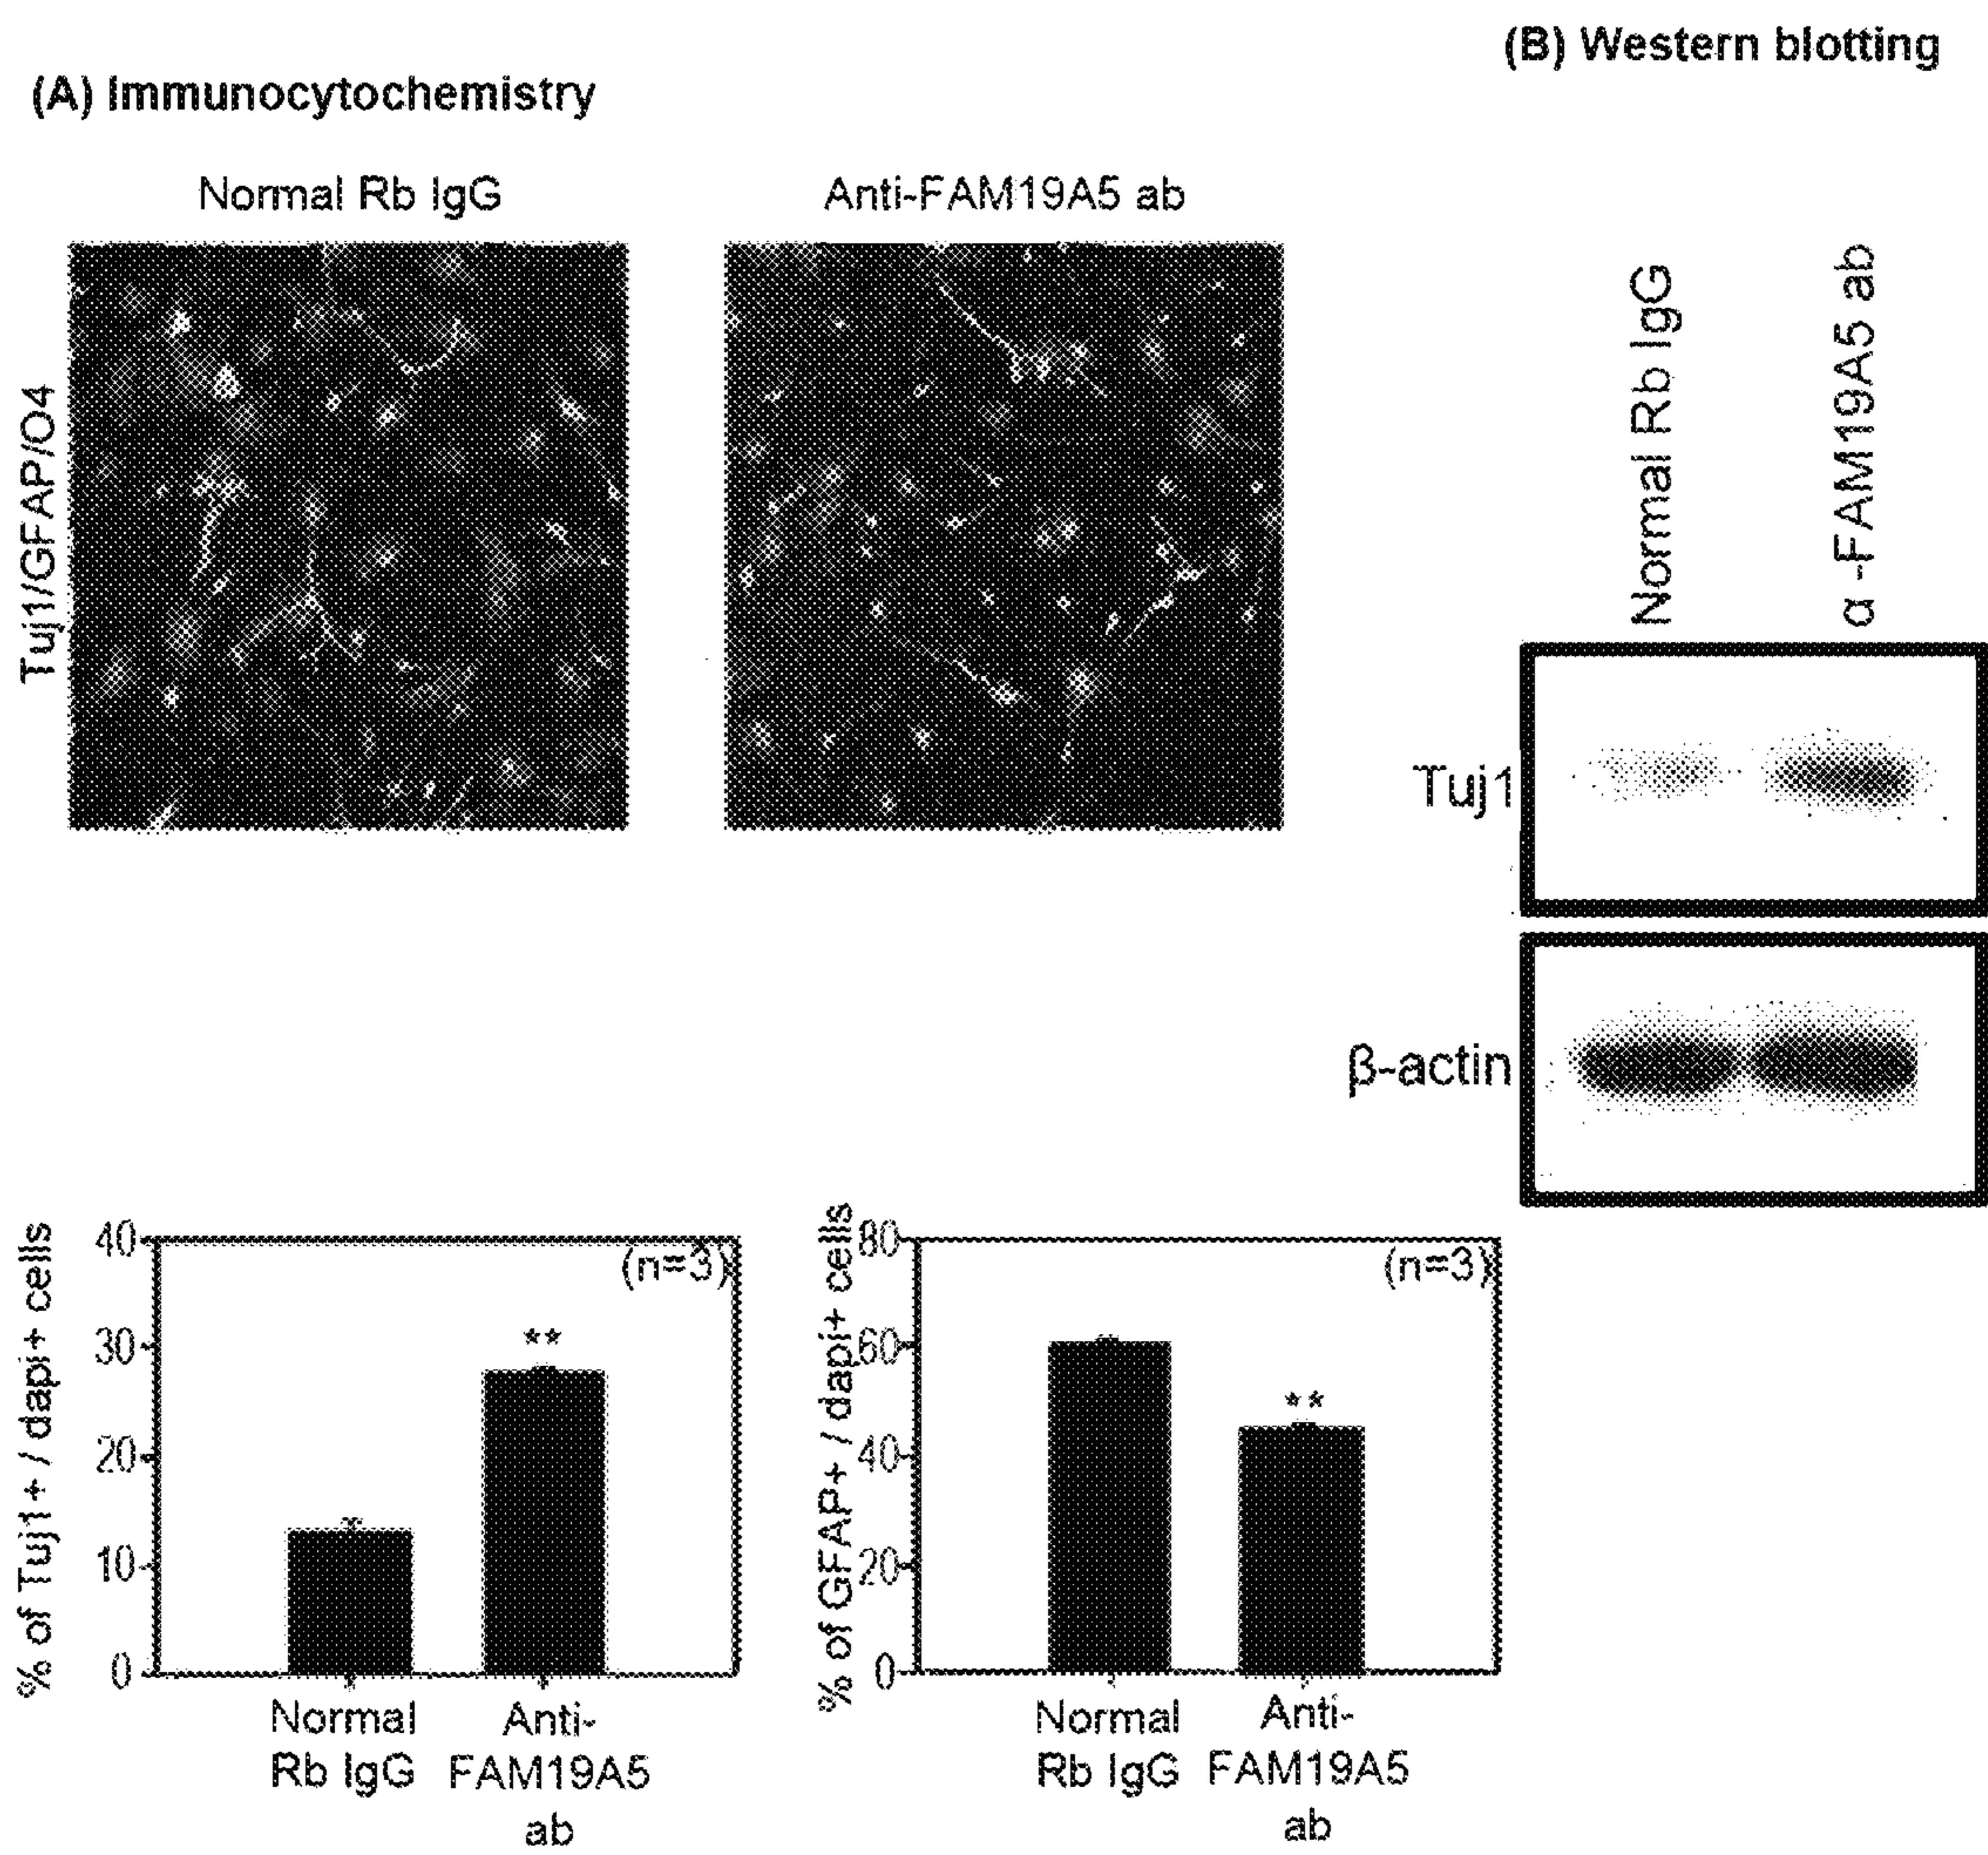 (B) Western blotting
(A) Immunocytochemistry
Normal Rb IgG
Anti-FAM19A5 ab
Tuj1/GFAP/O4
Normal Rb IgG
α -FAM19A5 ab
Tuj1
β-actin
% of Tuj1+ / dapi+ cells
40
30
20
10
0
(n=3)
**
Normal
Rb IgG
Anti-
FAM19A5
ab
% of GFAP+ / dapi+ cells
80
60
40
20
0
(n=3)
**
Normal
Rb IgG
Anti-
FAM19A5
ab